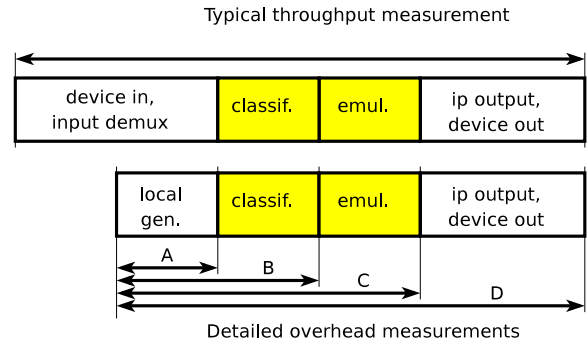 Typical throughput measurement
device in,
input demux
classif.
emul.
ip output,
device out
local
gen.
classif.
emul.
ip output,
device out
A
B
C
D
Detailed overhead measurements